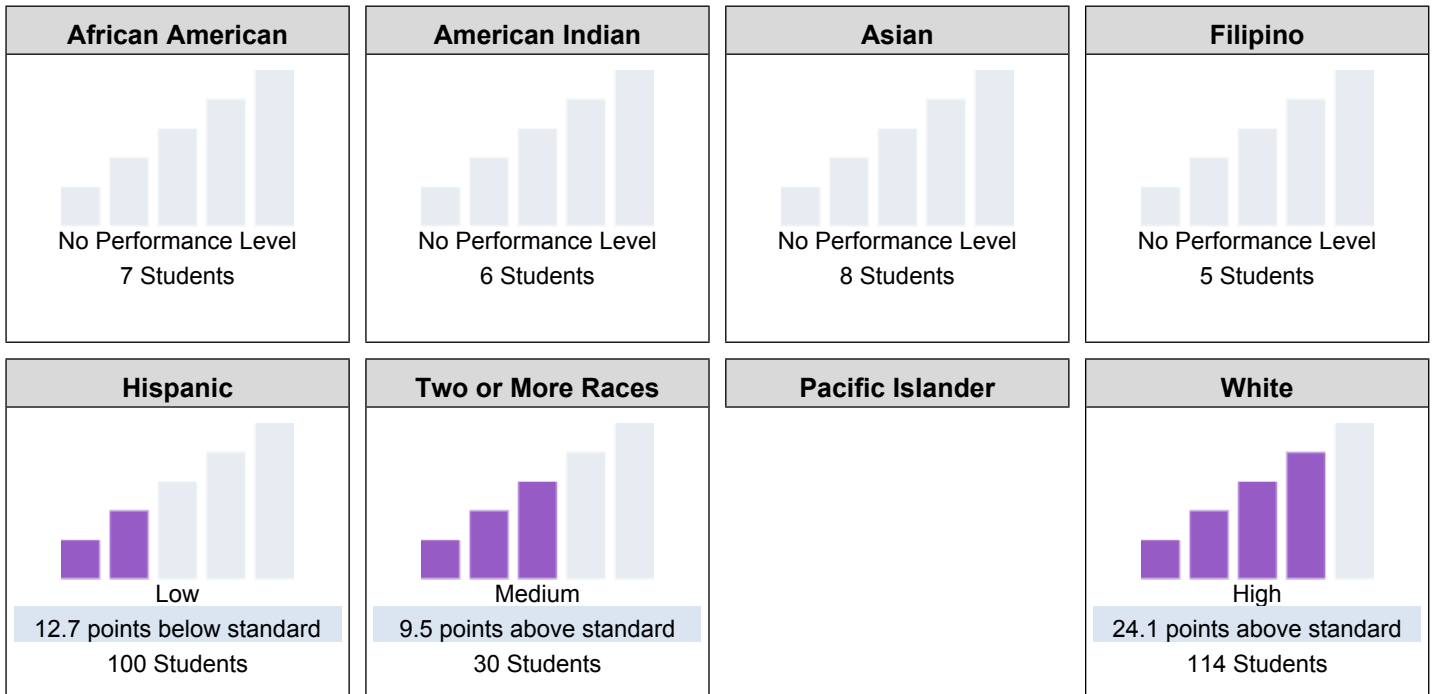 African American
No Performance Level
7 Students
American Indian
No Performance Level
6 Students
Asian
No Performance Level
8 Students
Filipino
No Performance Level
5 Students
Hispanic
Low
12.7 points below standard
100 Students
Two or More Races
Medium
9.5 points above standard
30 Students
Pacific Islander
White
High
24.1 points above standard
114 Students